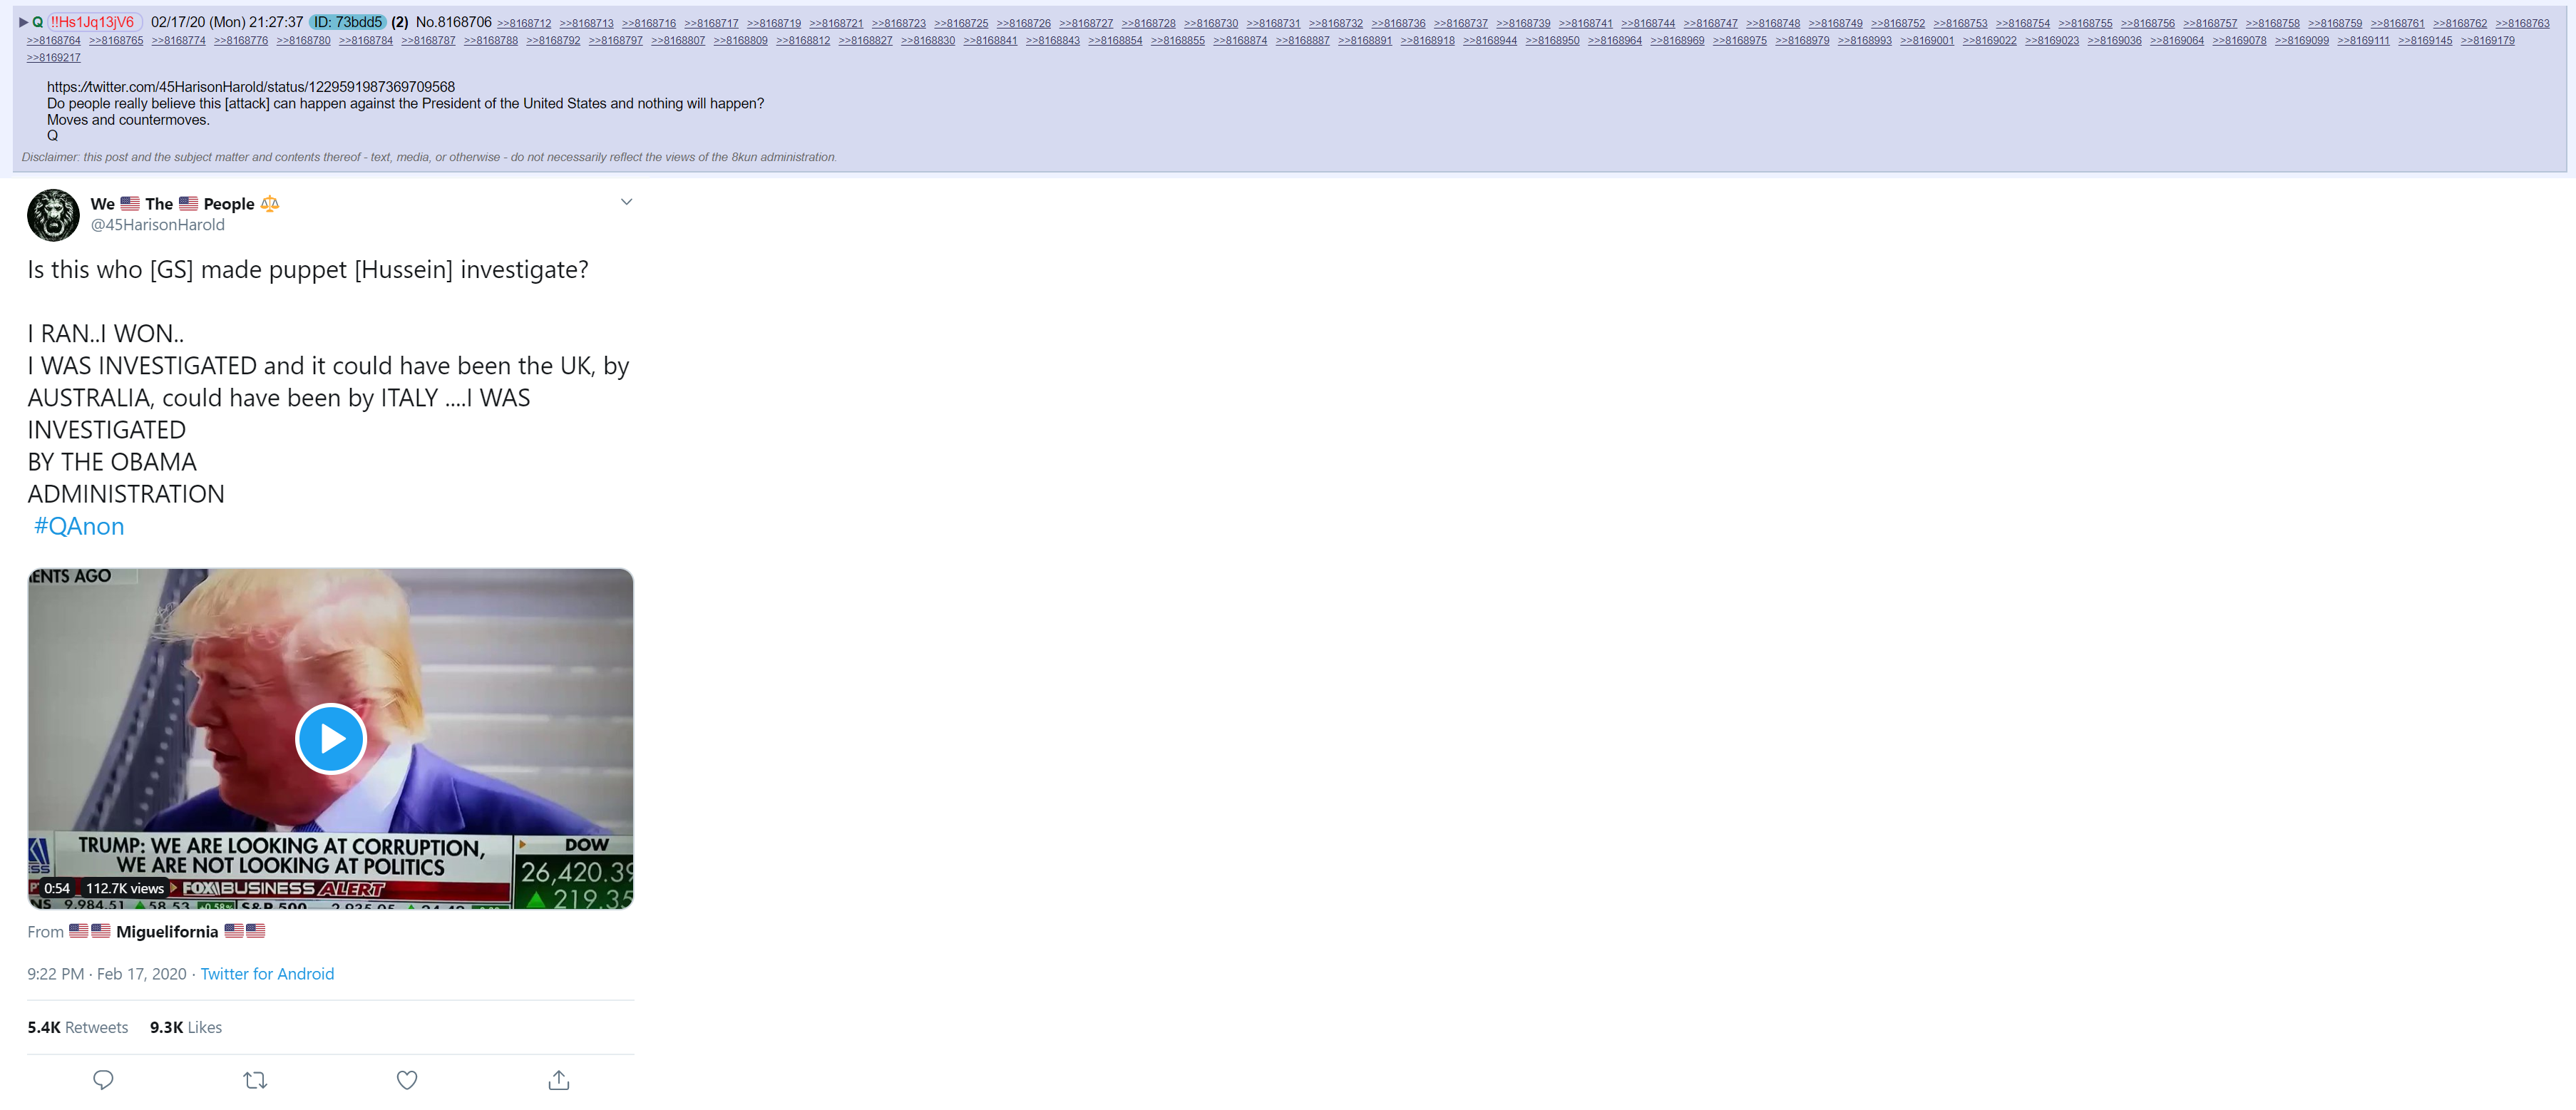 ▶ Q !!Hs1Jq13jV6 02/17/20 (Mon) 21:27:37 ID: 73bdd5 (2) No.8168706 >>8168712 >>8168713 >>8168716 >>8168717 >>8168719 >>8168721 >>8168723 >>8168725 >>8168726 >>8168727 >>8168728 >>8168730 >>8168731 >>8168732 >>8168736 >>8168737 >>8168739 >>8168741 >>8168744 >>8168747 >>8168748 >>8168749 >>8168752 >>8168753 >>8168754 >>8168755 >>8168756 >>8168757 >>8168758 >>8168759 >>8168761 >>8168762 >>8168763
>>8168764 >>8168765 >>8168774 >>8168776 >>8168780 >>8168784 >>8168787 >>8168788 >>8168792 >>8168797 >>8168807 >>8168809 >>8168812 >>8168827 >>8168830 >>8168841 >>8168843 >>8168854 >>8168855 >>8168874 >>8168887 >>8168891 >>8168918 >>8168944 >>8168950 >>8168964 >>8168969 >>8168975 >>8168979 >>8168993 >>8169001 >>8169022 >>8169023 >>8169036 >>8169064 >>8169078 >>8169099 >>8169111 >>8169145 >>8169179
>>8169217
https://twitter.com/45HarisonHarold/status/1229591987369709568
Do people really believe this [attack] can happen against the President of the United States and nothing will happen?
Moves and countermoves.
Q
Disclaimer: this post and the subject matter and contents thereof - text, media, or otherwise - do not necessarily reflect the views of the 8kun administration.
We 🇺🇸 The 🇺🇸 People ⚖️
@45HarisonHarold
Is this who [GS] made puppet [Hussein] investigate?
I RAN..I WON..
I WAS INVESTIGATED and it could have been the UK, by
AUSTRALIA, could have been by ITALY ....I WAS
INVESTIGATED
BY THE OBAMA
ADMINISTRATION
#QAnon
ENTS AGO
TRUMP: WE ARE LOOKING AT CORRUPTION,
WE ARE NOT LOOKING AT POLITICS
DOW
26,420.39
219.35
0:54 112.7K views
FOX BUSINESS ALERT
9,984.51 58.53 +0.58% S&P 500
From 🇺🇸🇺🇸 Miguelifornia 🇺🇸🇺🇸
9:22 PM · Feb 17, 2020 · Twitter for Android
5.4K Retweets 9.3K Likes